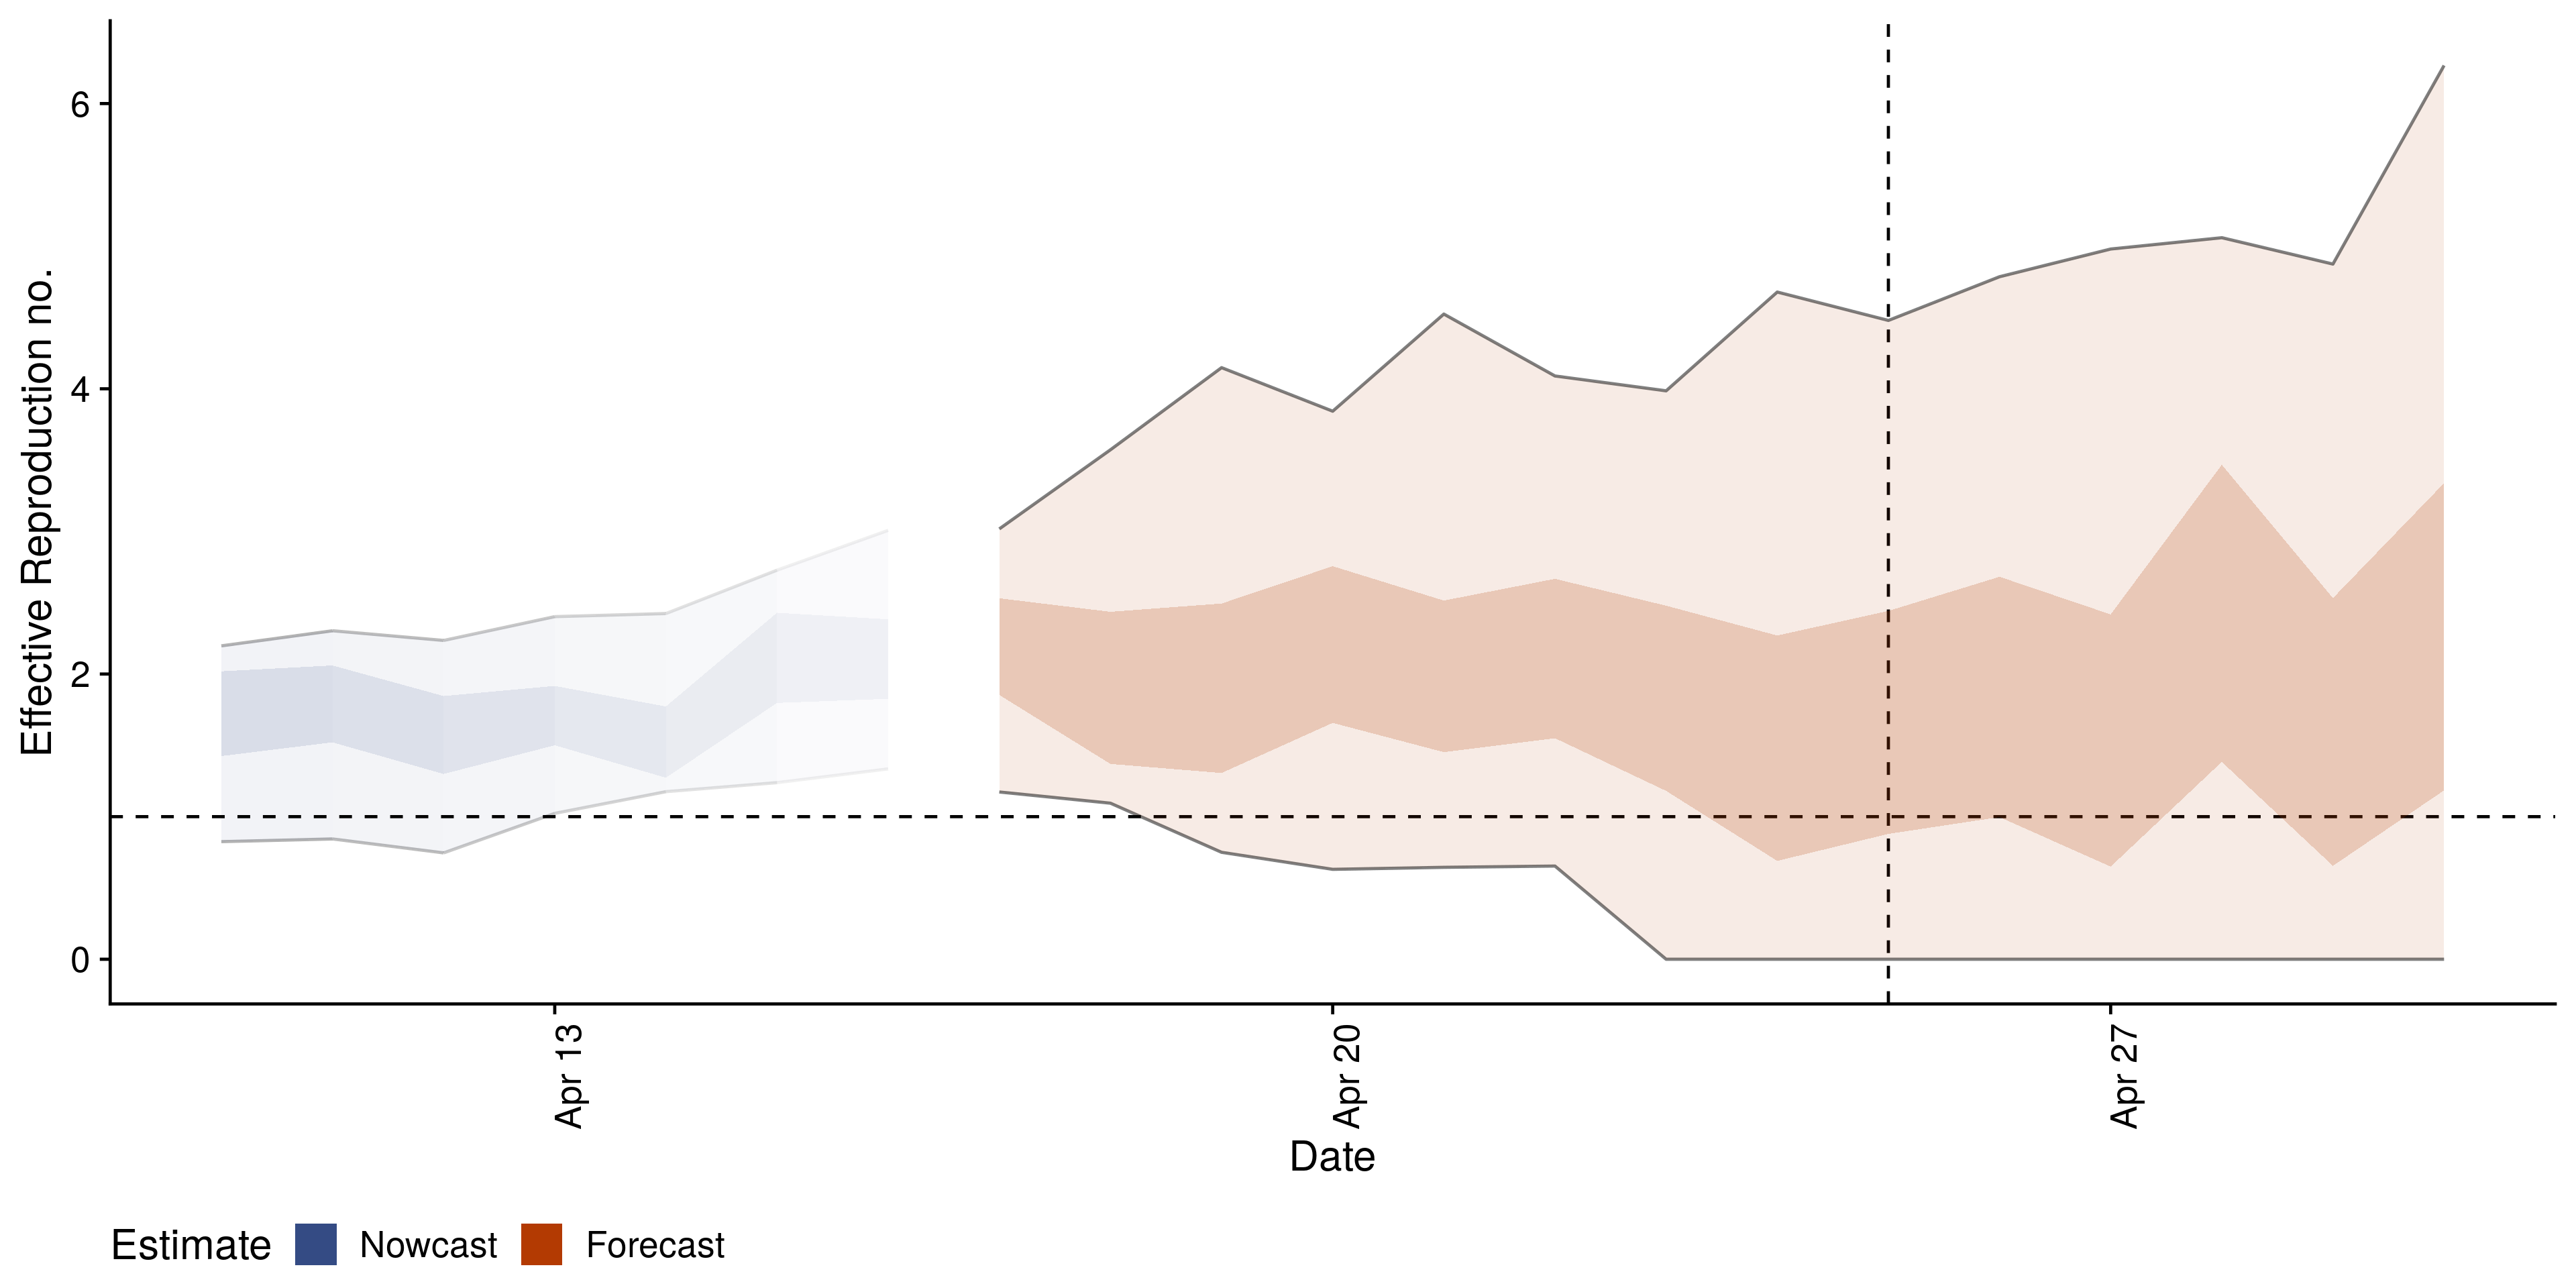 Effective Reproduction no.
6
4
2
0
Apr 13
Apr 20
Apr 27
Date
Estimate Nowcast Forecast